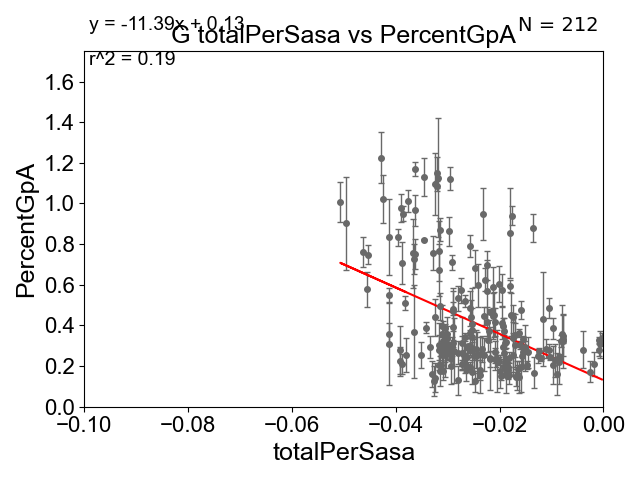 y = -11.39x + 0.13
N = 212
G totalPerSasa vs PercentGpA
r^2 = 0.19
1.6
1.4
1.2
1.0
0.8
0.6
0.4
0.2
0.0
PercentGpA
−0.10 −0.08 −0.06 −0.04 −0.02 0.00
totalPerSasa